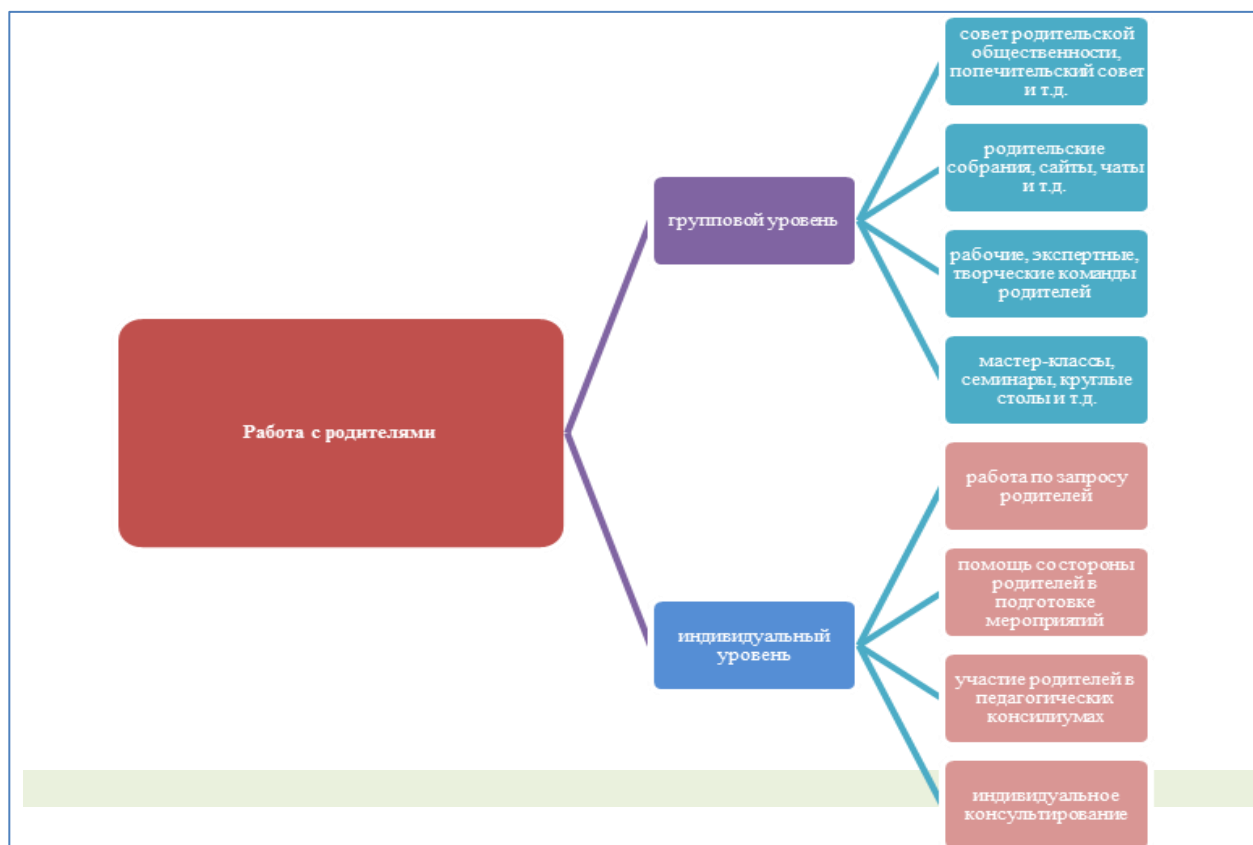 совет родительской
общественности,
попечительский совет
и т.д.
родительские
собрания, сайты, чаты
и т.д.
групповой уровень
рабочие, экспертные,
творческие команды
родителей
мастер-классы,
семинары, круглые
столы и т.д.
Работа с родителями
работа по запросу
родителей
помощь со стороны
родителей в
подготовке
мероприятий
индивидуальный
уровень
участие родителей в
педагогических
консилиумах
индивидуальное
консультирование